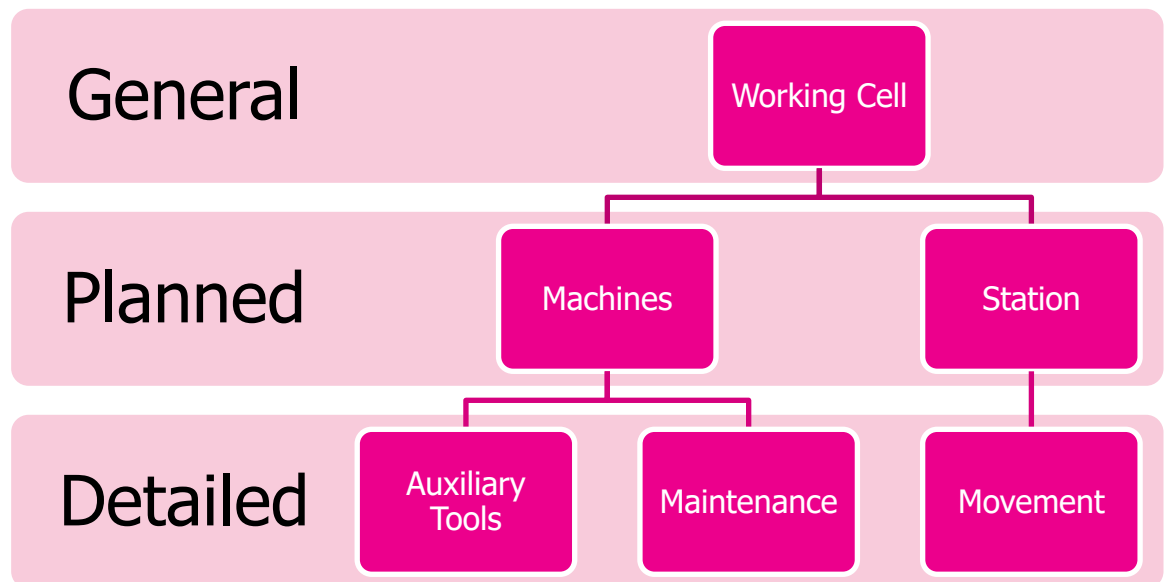 General
Working Cell
Planned
Machines
Station
Detailed
Auxiliary
Tools
Maintenance
Movement